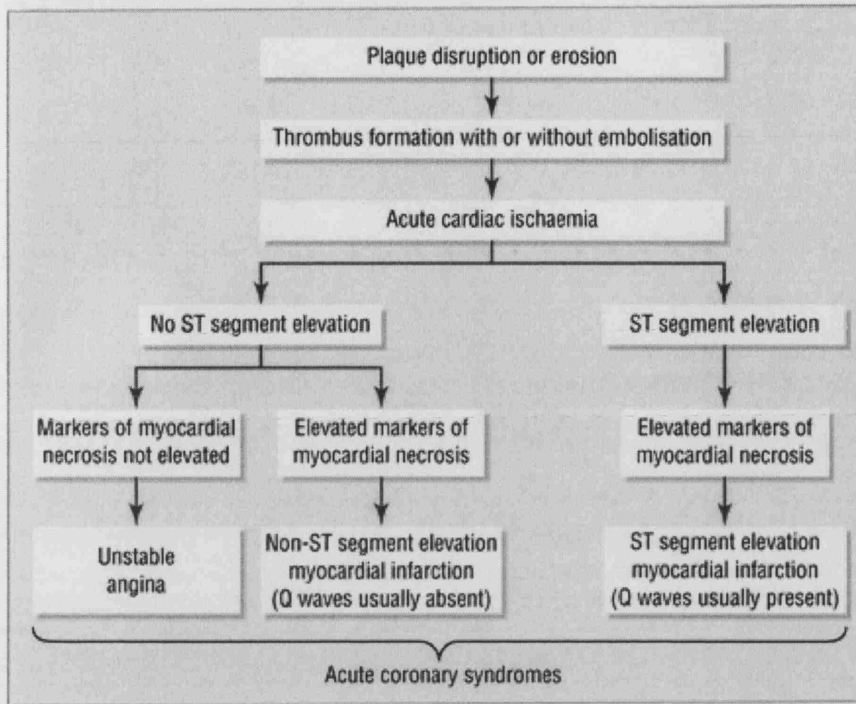 Plaque disruption or erosion
Thrombus formation with or without embolisation
Acute cardiac ischaemia
No ST segment elevation
ST segment elevation
Markers of myocardial
necrosis not elevated
Elevated markers of
myocardial necrosis
Elevated markers of
myocardial necrosis
Unstable
angina
Non-ST segment elevation
myocardial infarction
(Q waves usually absent)
ST segment elevation
myocardial infarction
(Q waves usually present)
Acute coronary syndromes